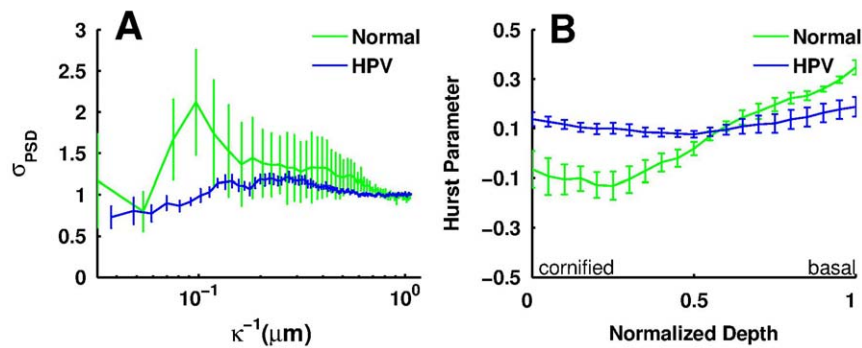 A
Normal
HPV
3
2.5
2
1.5
1
0.5
0
σPSD
10⁻¹
10⁰
κ⁻¹(μm)
B
Normal
HPV
0.5
0.3
0.1
−0.1
−0.3
−0.5
Hurst Parameter
cornified
basal
0
0.5
1
Normalized Depth